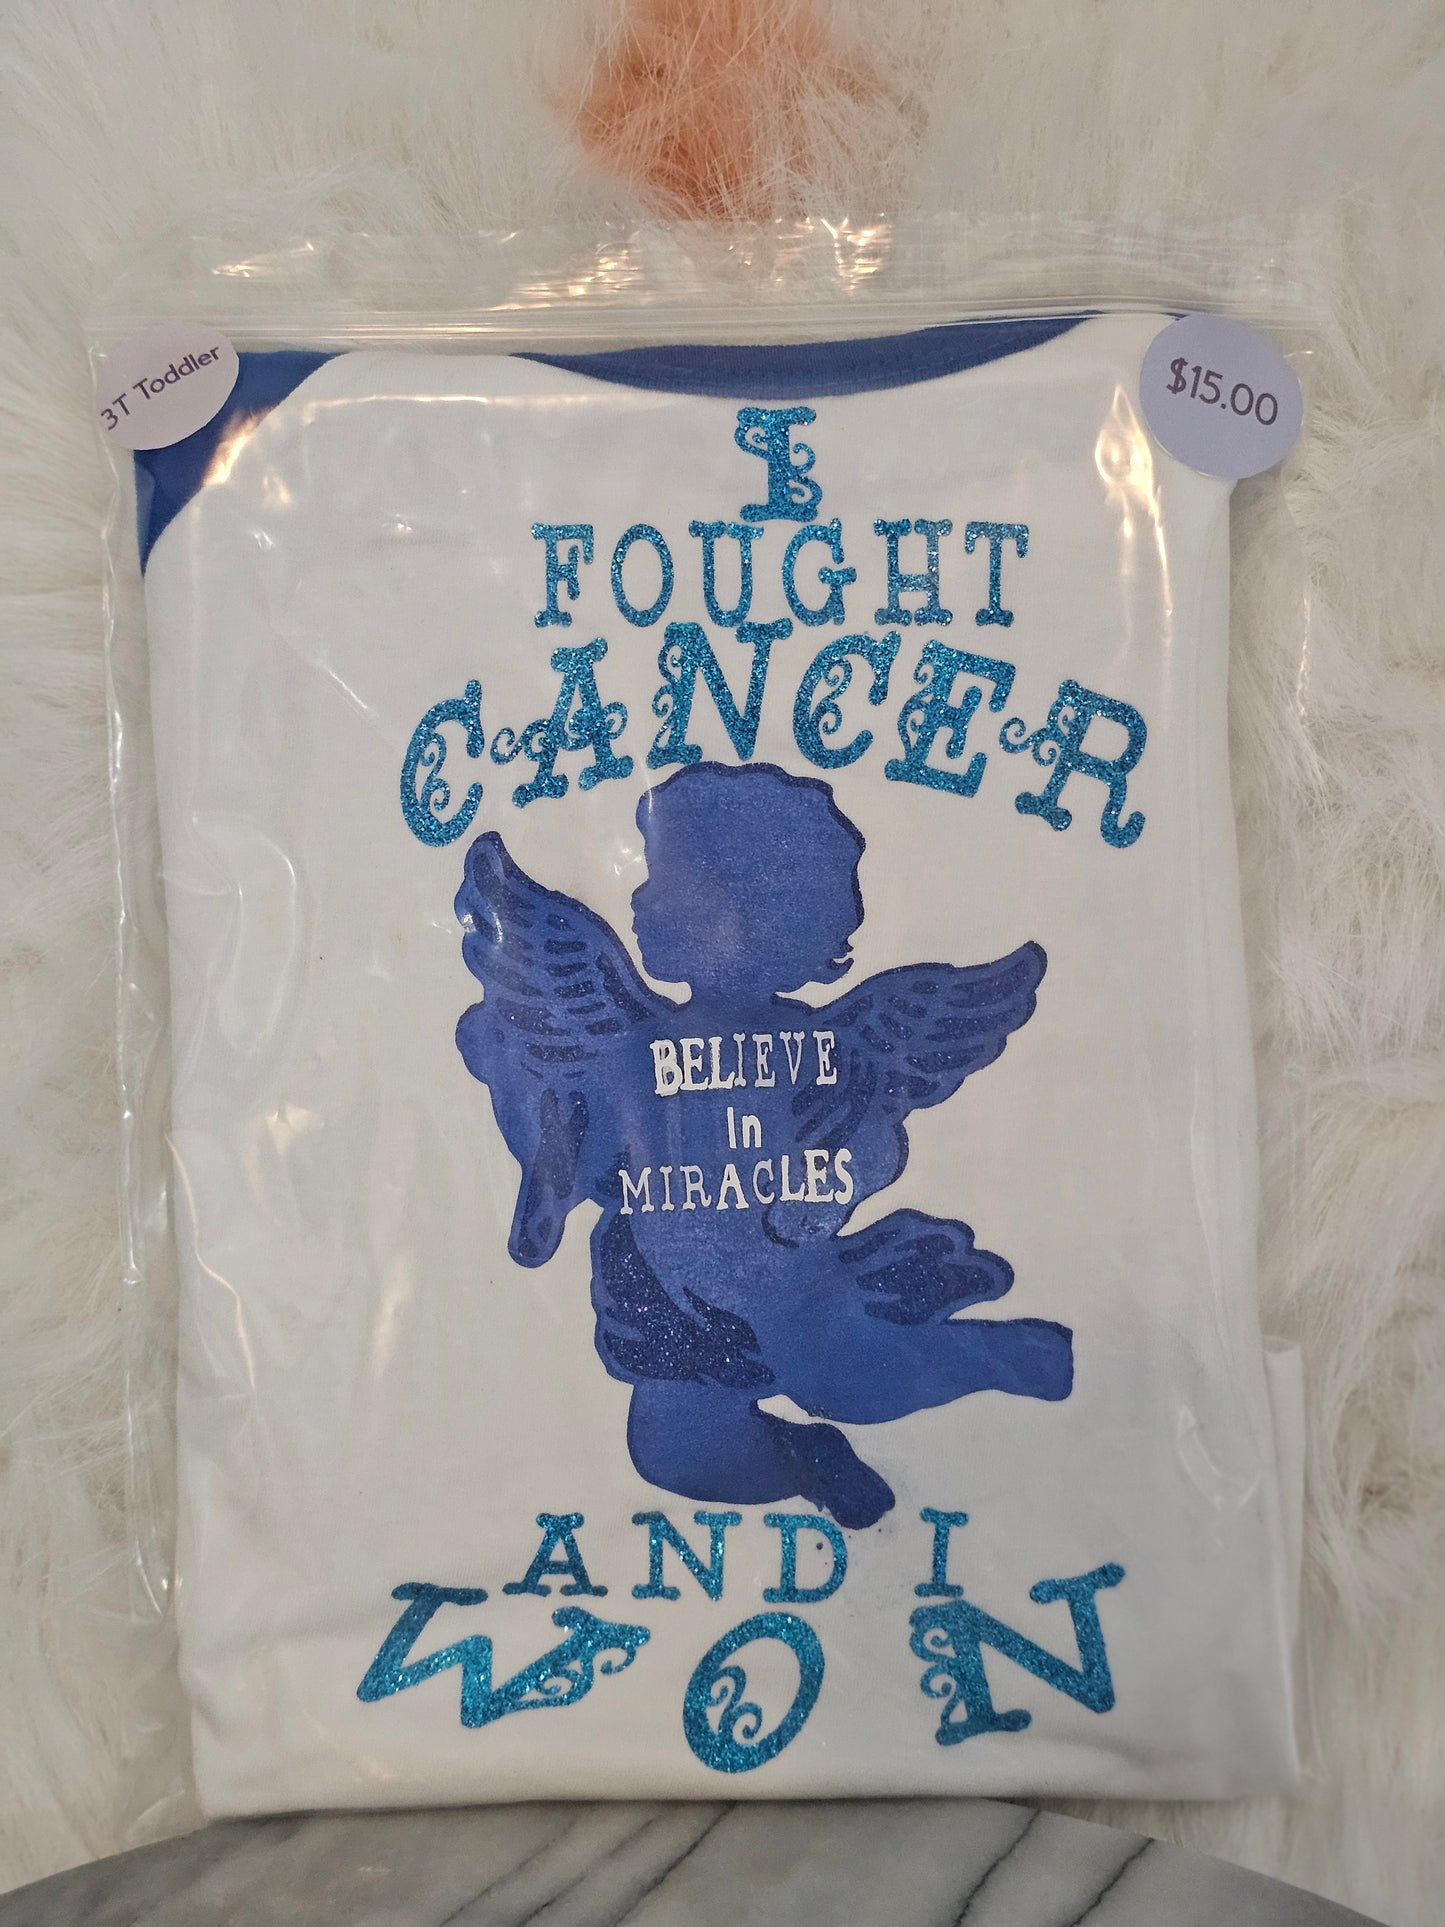 3T Toddler
$15.00
I
FOUGHT
CANCER
BELIEVE
In
MIRACLES
AND I
WON